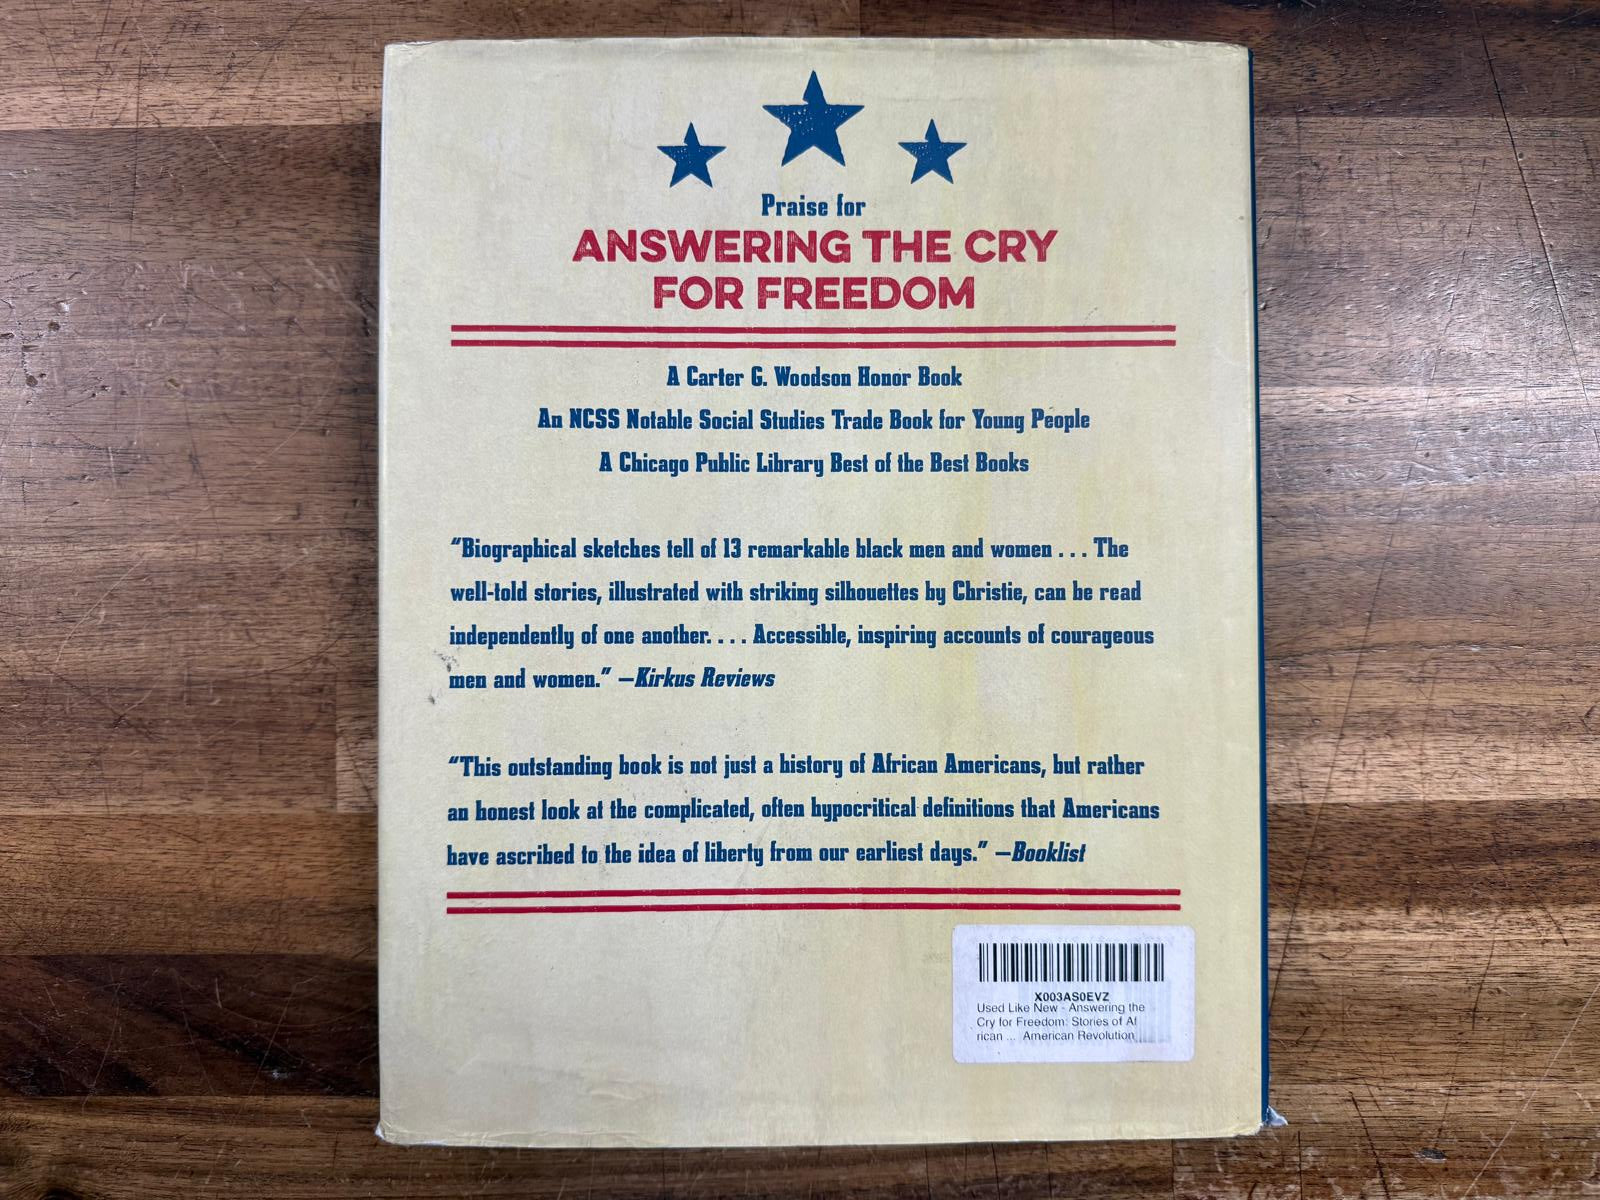 Praise for
ANSWERING THE CRY
FOR FREEDOM
A Carter G. Woodson Honor Book
An NCSS Notable Social Studies Trade Book for Young People
A Chicago Public Library Best of the Best Books
“Biographical sketches tell of 13 remarkable black men and women . . . The
well-told stories, illustrated with striking silhouettes by Christie, can be read
independently of one another. . . . Accessible, inspiring accounts of courageous
men and women.” —Kirkus Reviews
“This outstanding book is not just a history of African Americans, but rather
an honest look at the complicated, often hypocritical definitions that Americans
have ascribed to the idea of liberty from our earliest days.” —Booklist
X003AS0EVZ
Used Like New - Answering the
Cry for Freedom: Stories of Af
rican ... American Revolution